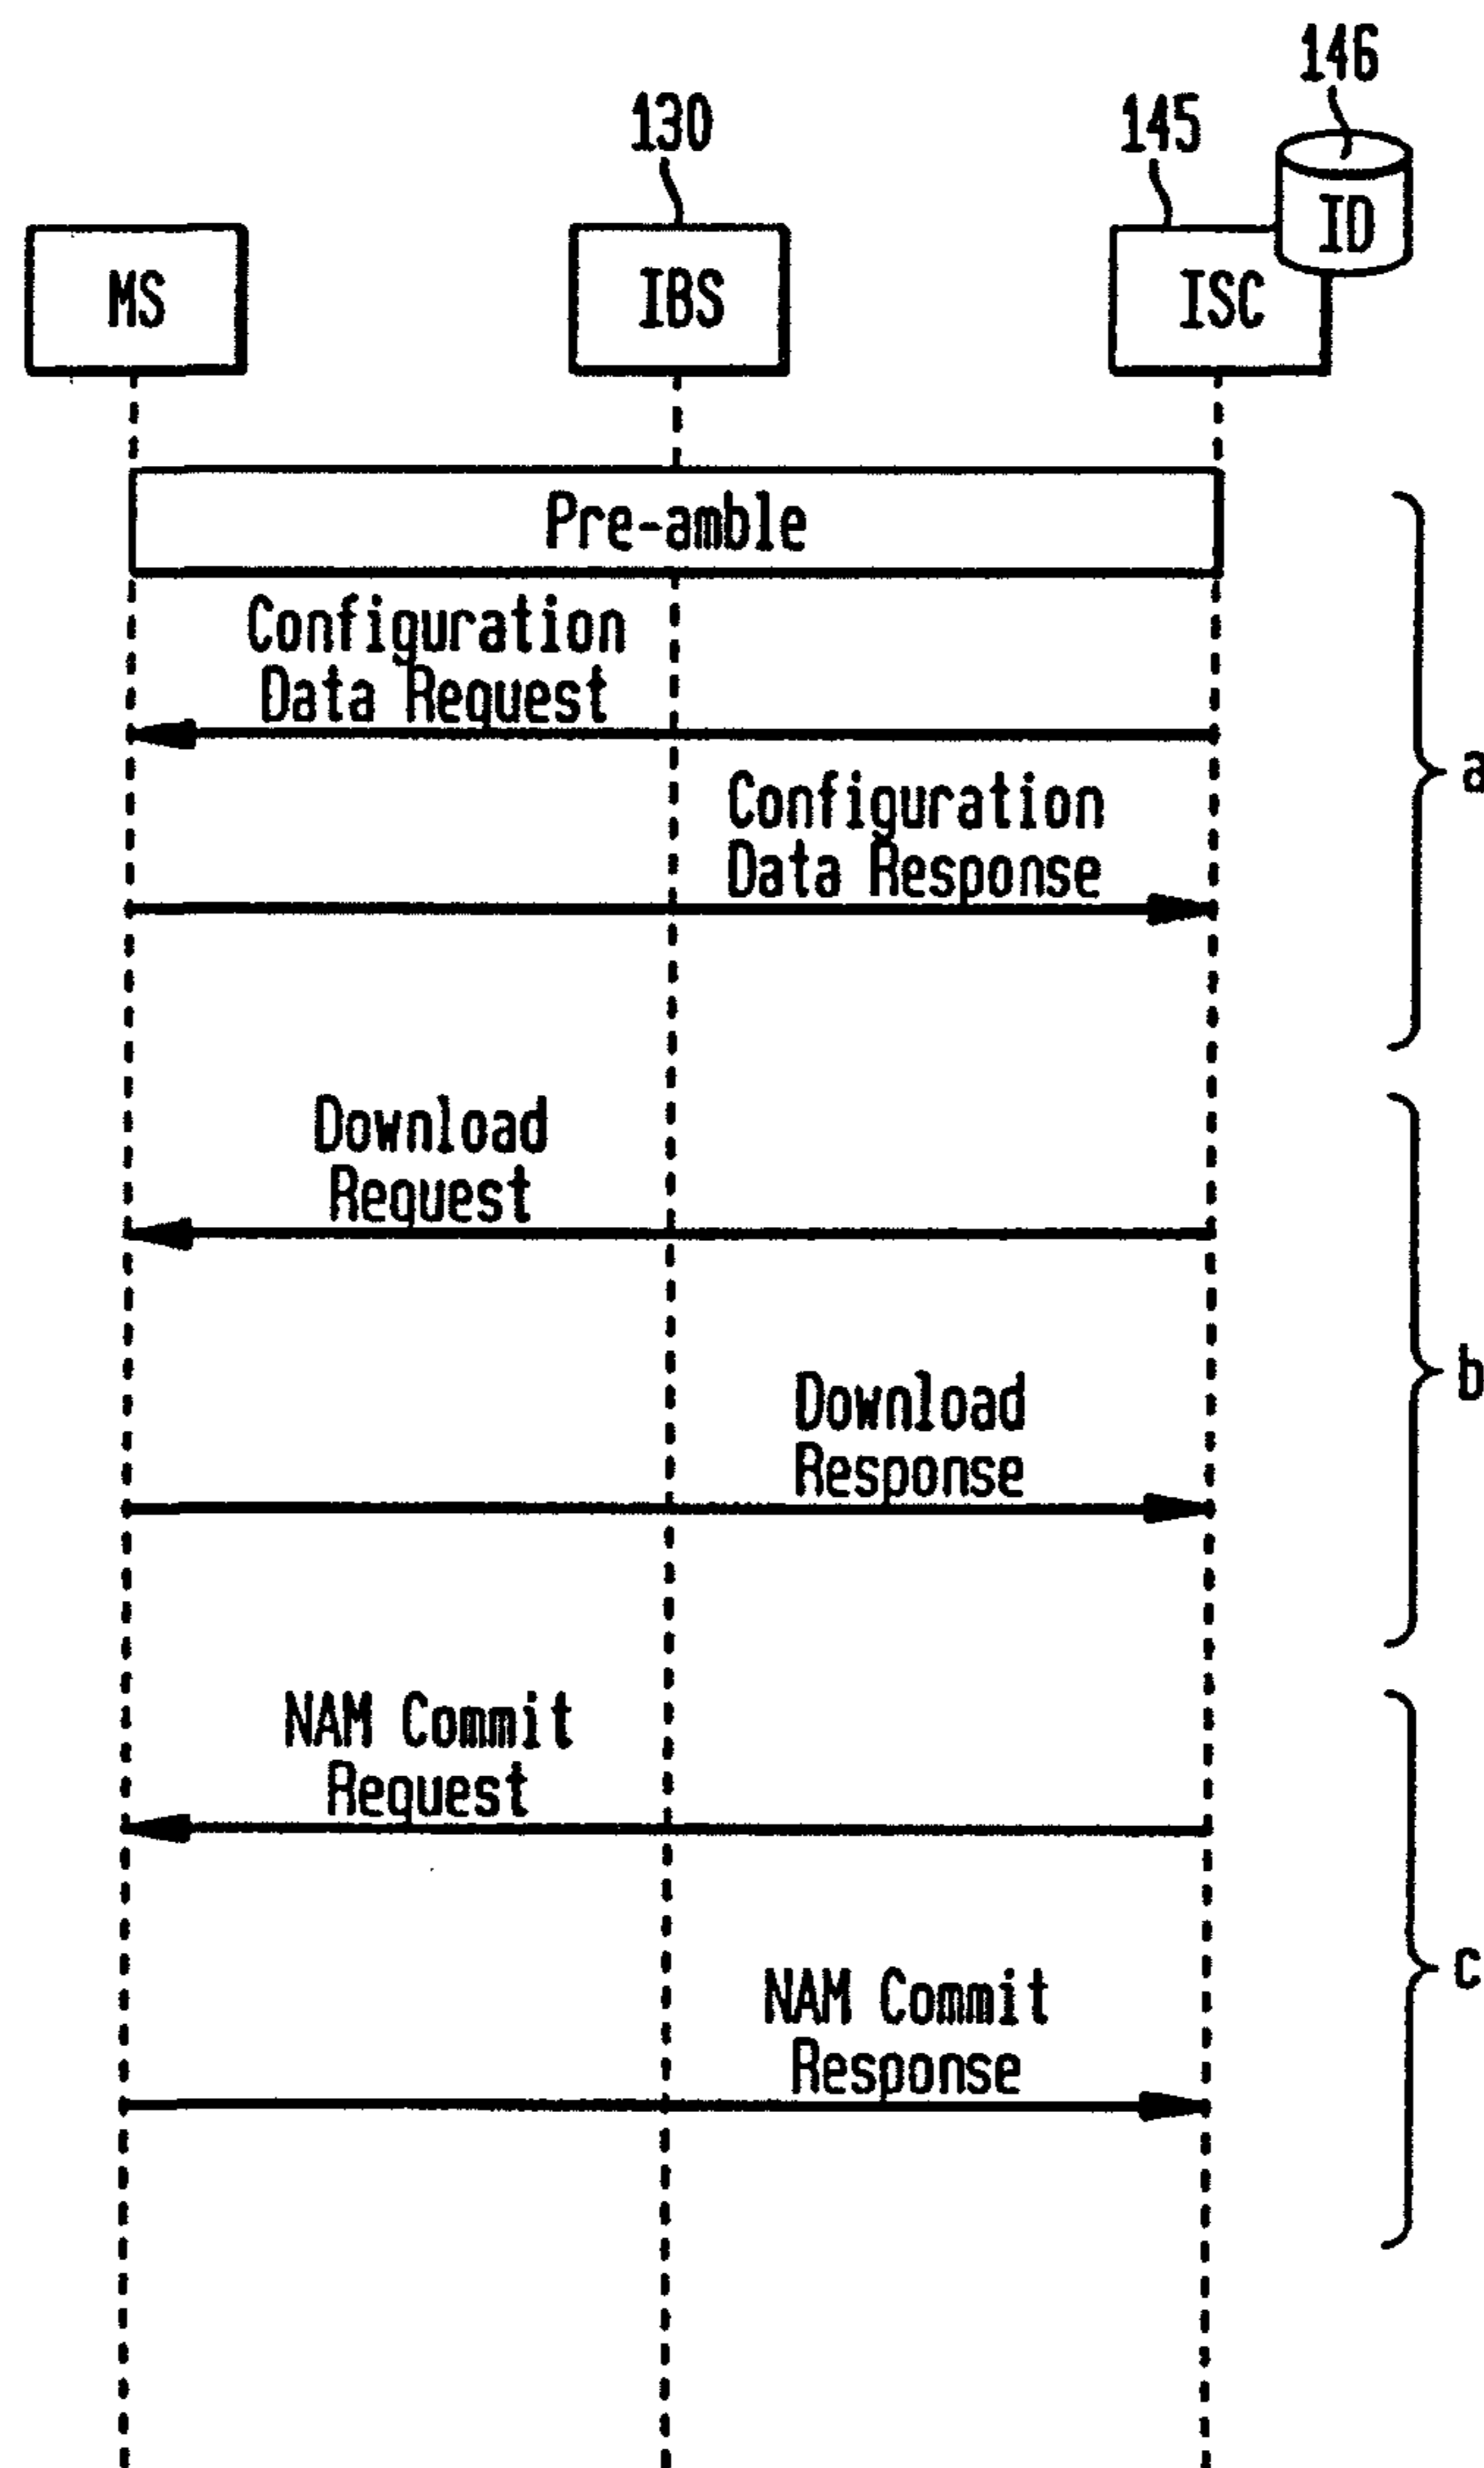 146
130
145
ID
MS
IBS
ISC
Pre-amble
Configuration
Data Request
a
Configuration
Data Response
Download
Request
b
Download
Response
NAM Commit
Request
c
NAM Commit
Response